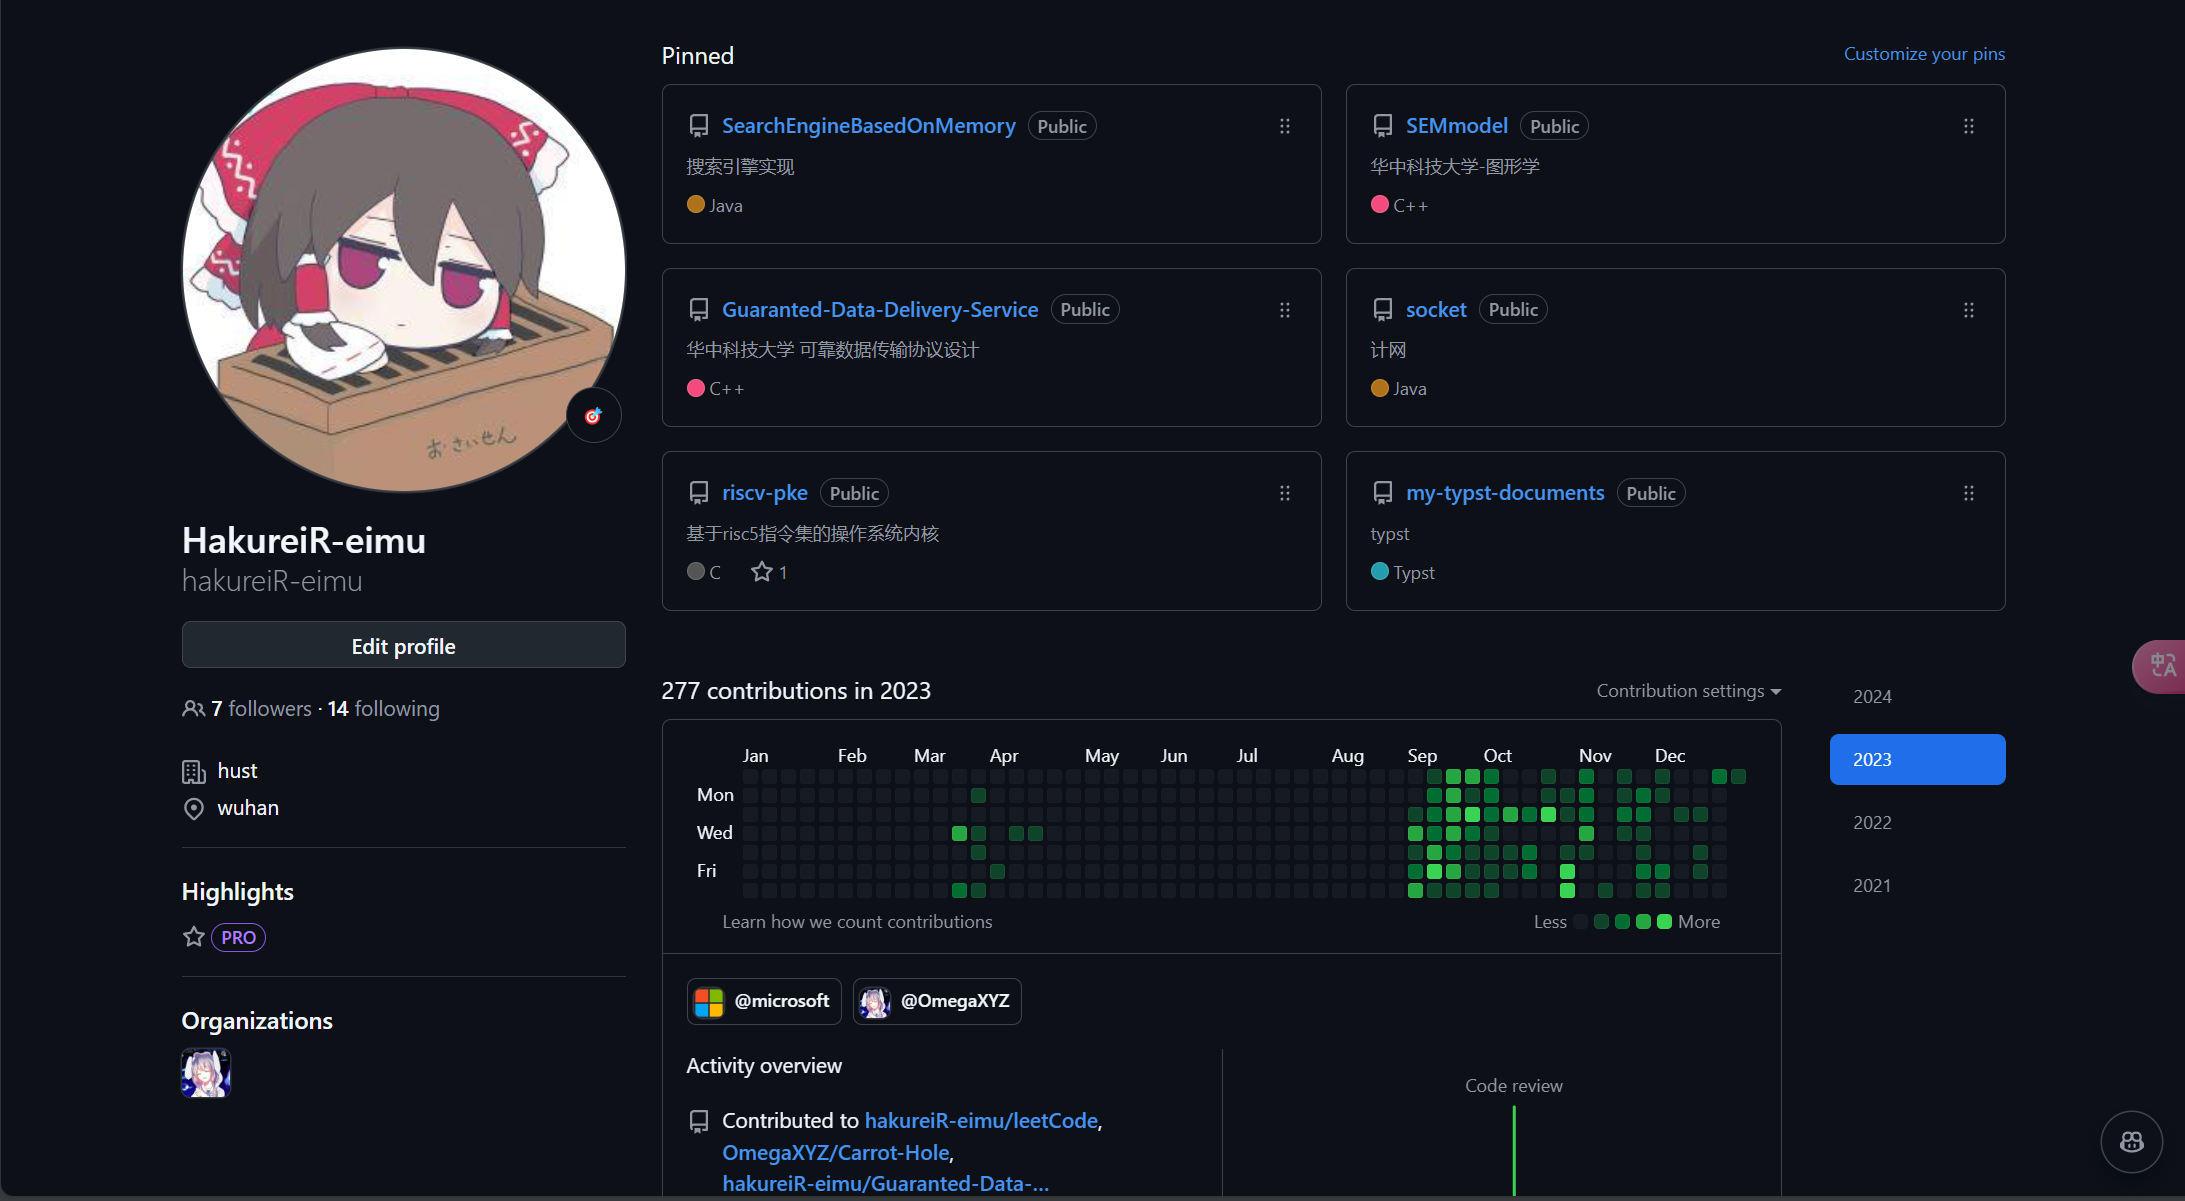 おさいせん
HakureiR-eimu
hakureiR-eimu
Edit profile
7 followers · 14 following
hust
wuhan
Highlights
PRO
Organizations
Pinned
Customize your pins
SearchEngineBasedOnMemory Public
搜索引擎实现
Java
SEMmodel Public
华中科技大学-图形学
C++
Guaranted-Data-Delivery-Service Public
华中科技大学 可靠数据传输协议设计
C++
socket Public
计网
Java
riscv-pke Public
基于risc5指令集的操作系统内核
C 1
my-typst-documents Public
typst
Typst
277 contributions in 2023
Contribution settings
Jan Feb Mar Apr May Jun Jul Aug Sep Oct Nov Dec
Mon
Wed
Fri
Learn how we count contributions
Less More
@microsoft @OmegaXYZ
Activity overview
Contributed to hakureiR-eimu/leetCode,
OmegaXYZ/Carrot-Hole,
hakureiR-eimu/Guaranted-Data-...
Code review
2024
2023
2022
2021
中A